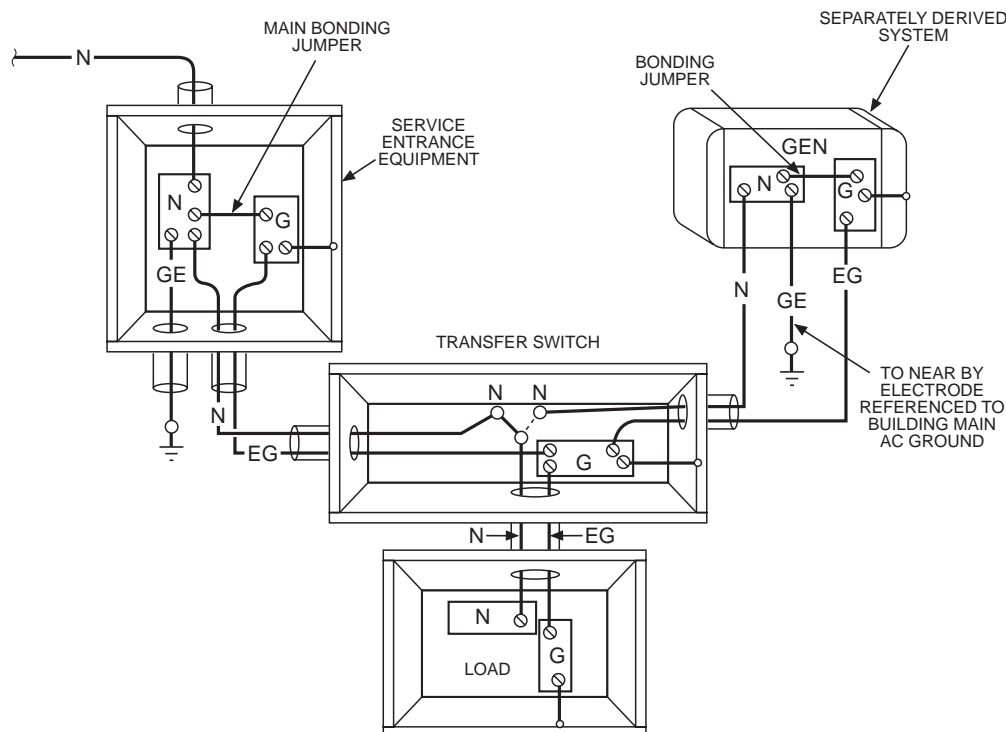 SEPARATELY DERIVED
SYSTEM
MAIN BONDING
JUMPER
N
BONDING
JUMPER
SERVICE
ENTRANCE
EQUIPMENT
GEN
N
G
N
G
GE
N
GE
EG
TRANSFER SWITCH
TO NEAR BY
ELECTRODE
REFERENCED TO
BUILDING MAIN
AC GROUND
N
N
N
EG
G
N
EG
N
G
LOAD